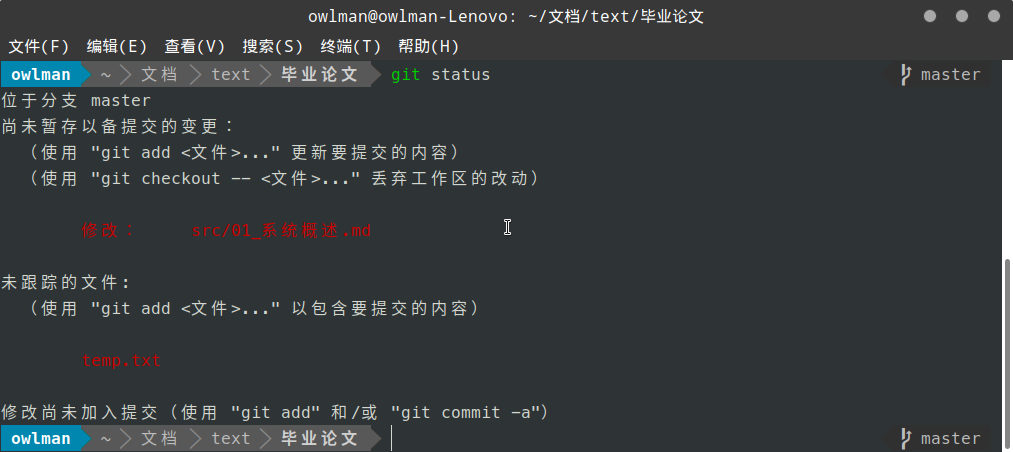 owlman@owlman-Lenovo: ~/文档/text/毕业论文
文件(F) 编辑(E) 查看(V) 搜索(S) 终端(T) 帮助(H)
owlman ~ 文档 text 毕业论文 git status master
位于分支 master
尚未暂存以备提交的变更：
（使用 "git add <文件>..." 更新要提交的内容）
（使用 "git checkout -- <文件>..." 丢弃工作区的改动）
修改： src/01_系统概述.md
未跟踪的文件:
（使用 "git add <文件>..." 以包含要提交的内容）
temp.txt
修改尚未加入提交（使用 "git add" 和/或 "git commit -a"）
owlman ~ 文档 text 毕业论文 master